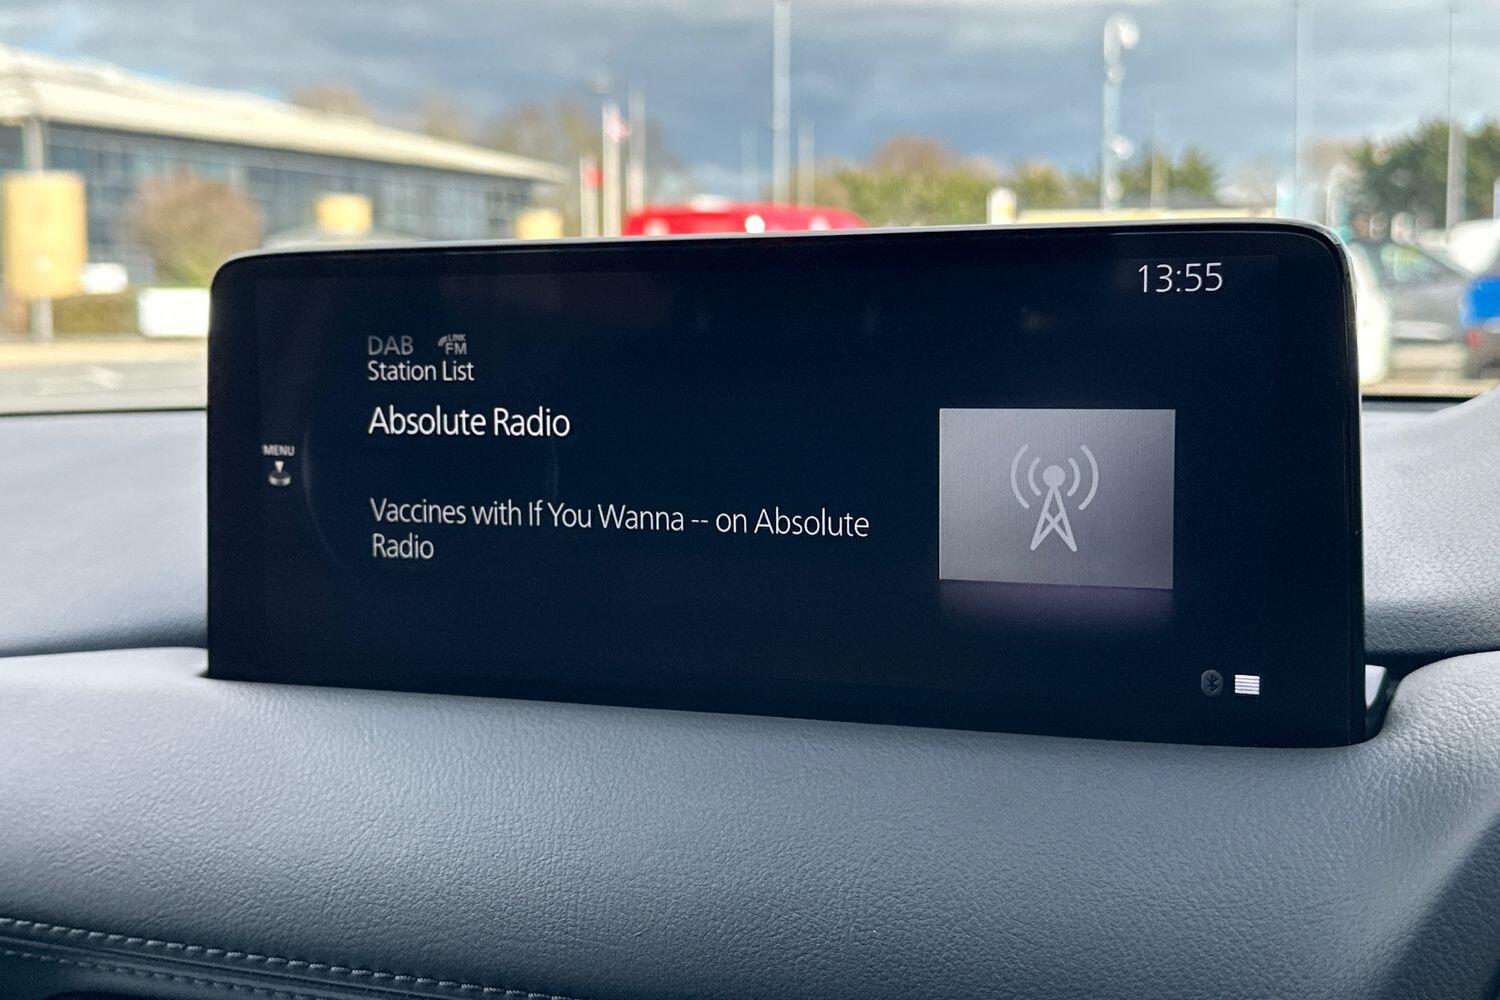 13:55
DAB LINK FM
Station List
Absolute Radio
MENU
Vaccines with If You Wanna -- on Absolute
Radio